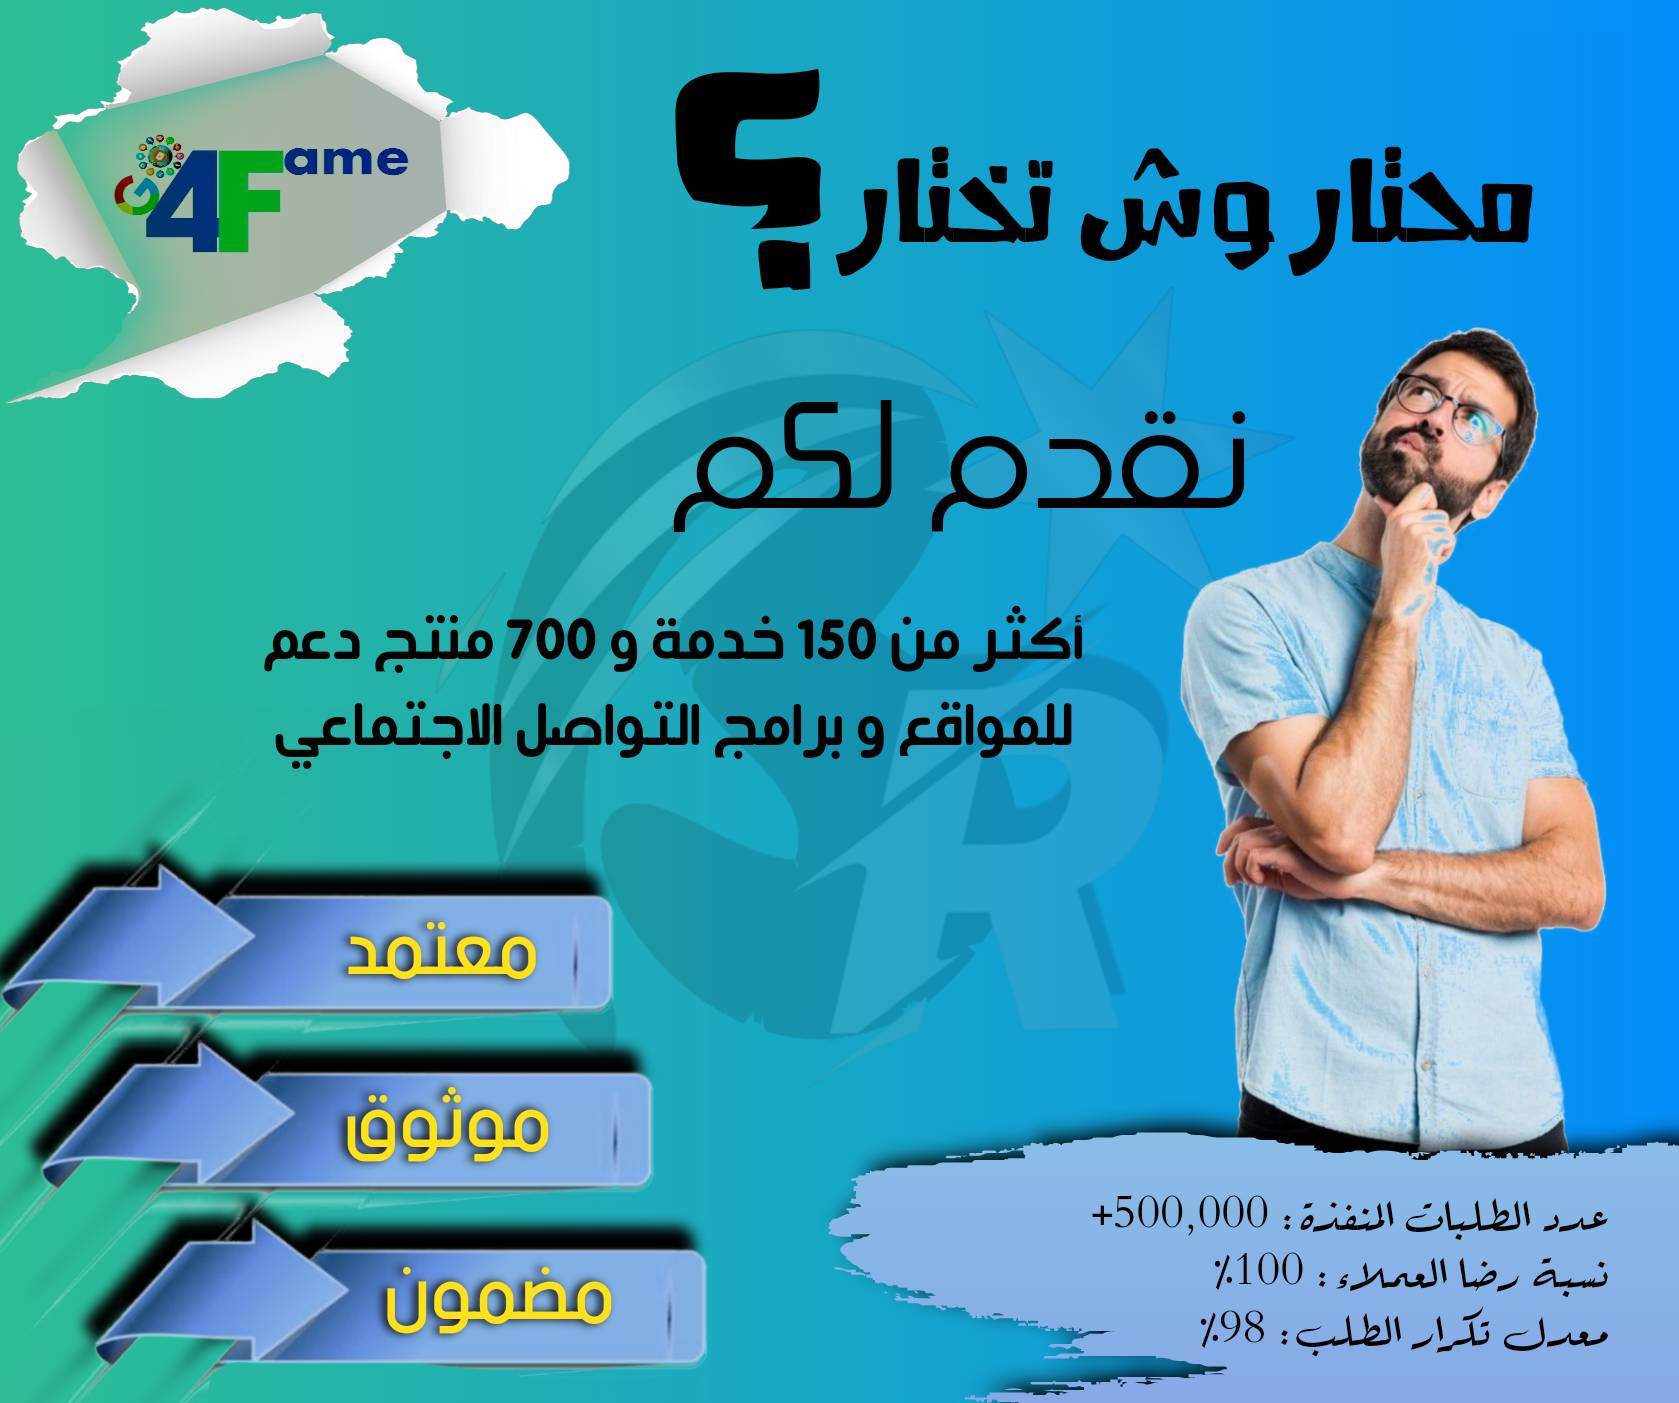 G4Fame
محتار وش تختار؟
نقدم لكم
أكثر من 150 خدمة و 700 منتج دعم
للمواقع و برامج التواصل الاجتماعي
معتمد
موثوق
مضمون
عدد الطلبات المنفذة: 500,000+
نسبة رضا العملاء: 100٪
معدل تكرار الطلب: 98٪
R